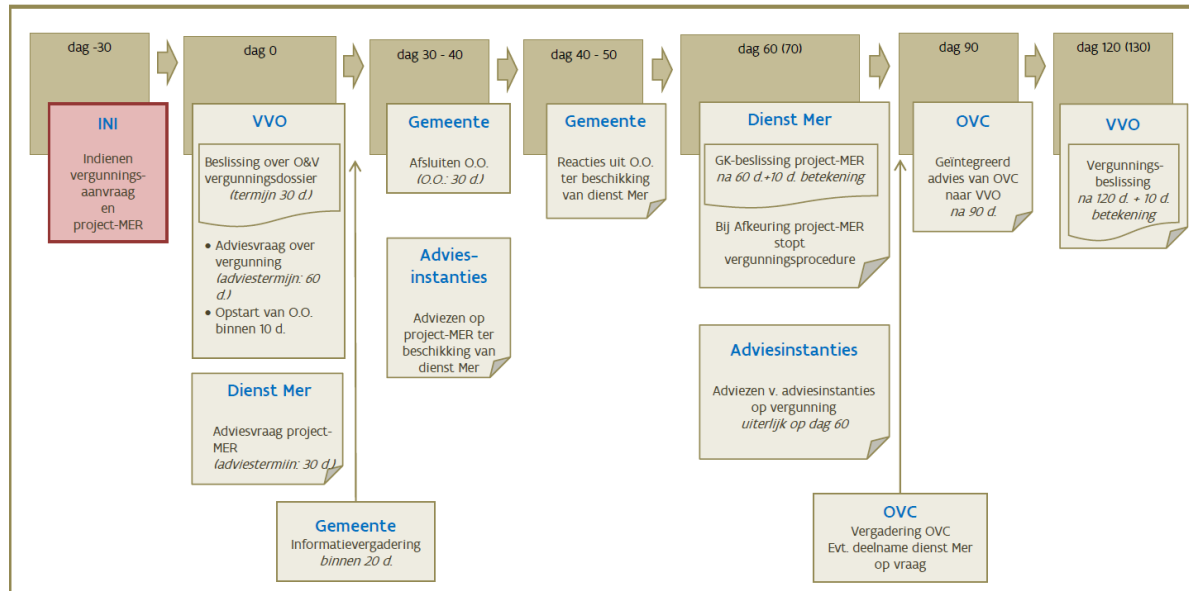 dag -30
dag 0
dag 30 - 40
dag 40 - 50
dag 60 (70)
dag 90
dag 120 (130)
INI
Indienen
vergunnings-
aanvraag
en
project-MER
VVO
Beslissing over O&V
vergunningsdossier
(termijn 30 d.)
• Adviesvraag over
vergunning
(adviestermijn: 60
d.)
• Opstart van O.O.
binnen 10 d.
Dienst Mer
Adviesvraag project-
MER
(adviestermijn: 30 d.)
Gemeente
Informatievergadering
binnen 20 d.
Gemeente
Afsluiten O.O.
(O.O.: 30 d.)
Advies-
instanties
Adviezen op
project-MER ter
beschikking van
dienst Mer
Gemeente
Reacties uit O.O.
ter beschikking
van dienst Mer
Dienst Mer
GK-beslissing project-MER
na 60 d.+10 d. betekening
Bij Afkeuring project-MER
stopt
vergunningsprocedure
Adviesinstanties
Adviezen v. adviesinstanties
op vergunning
uiterlijk op dag 60
OVC
Vergadering OVC
Evt. deelname dienst Mer
op vraag
OVC
Geïntegreerd
advies van OVC
naar VVO
na 90 d.
VVO
Vergunnings-
beslissing
na 120 d. + 10 d.
betekening